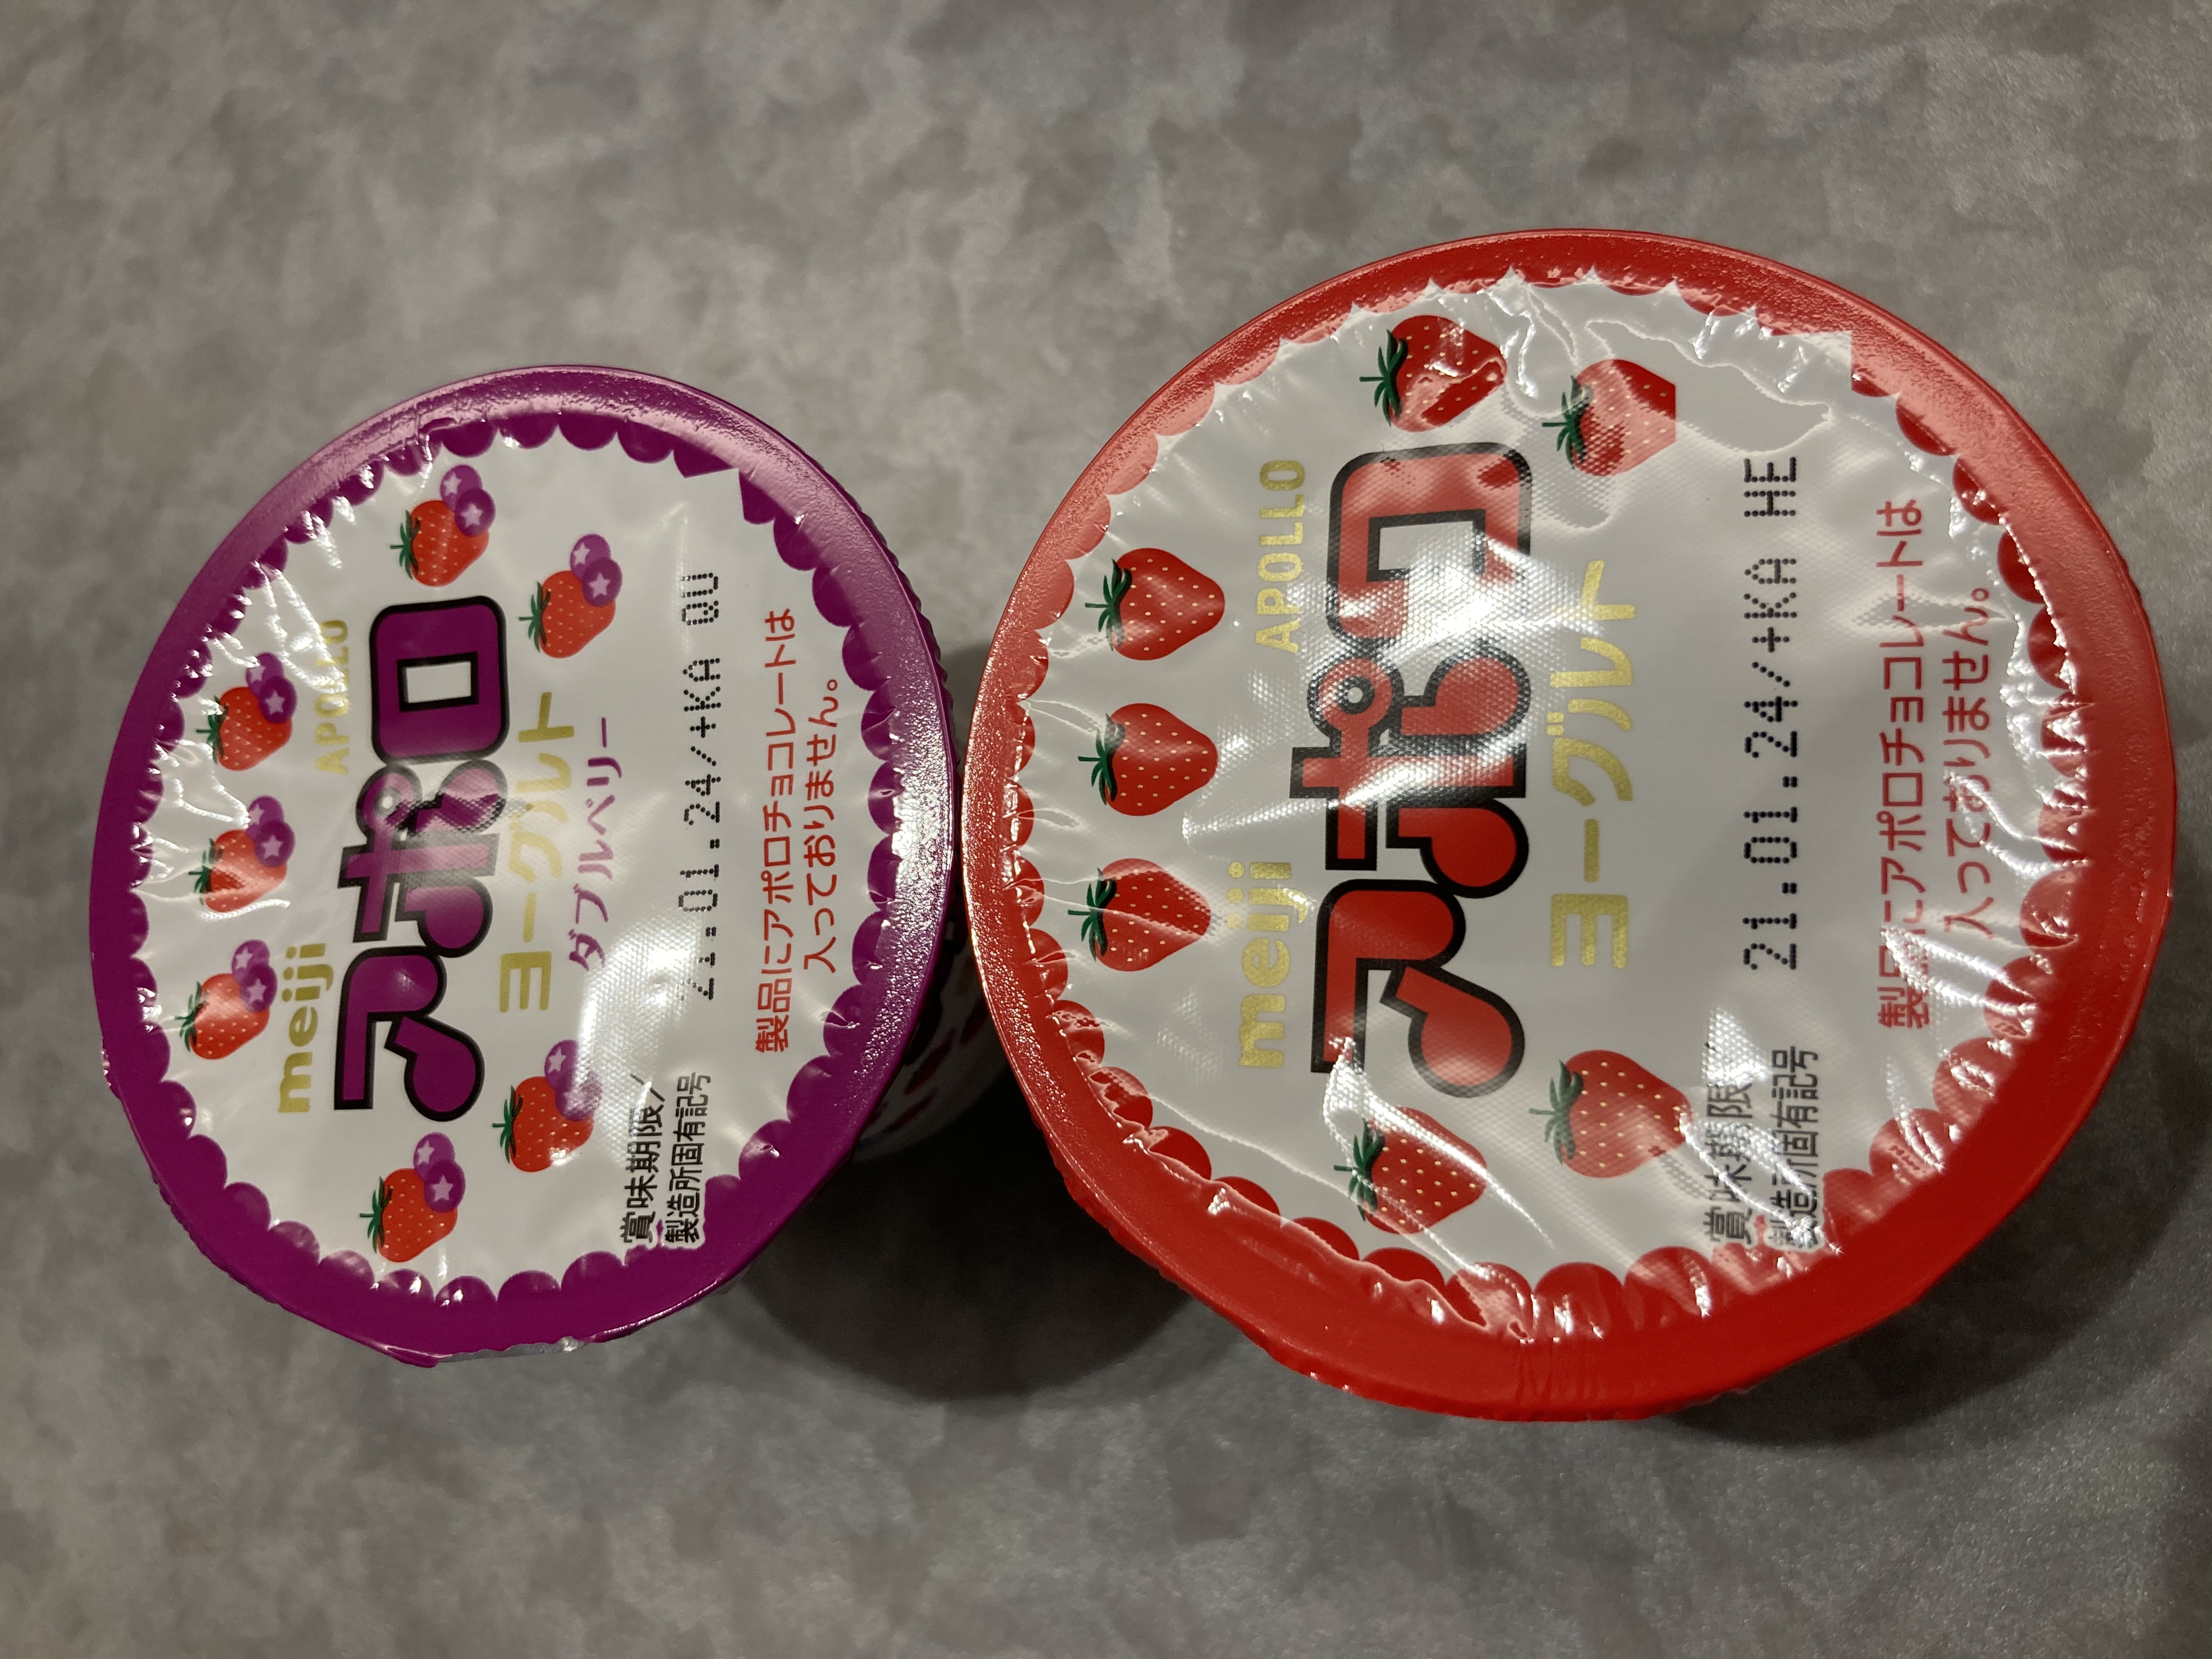 meiji
APOLLO
アポロ
ヨーグルト
ダブルベリー
賞味期限/
製造所固有記号
21.01.24/+KA QU
製品にアポロチョコレートは
入っておりません。
meiji
APOLLO
アポロ
ヨーグルト
賞味期限/
製造所固有記号
21.01.24/+KA HE
製品にアポロチョコレートは
入っておりません。